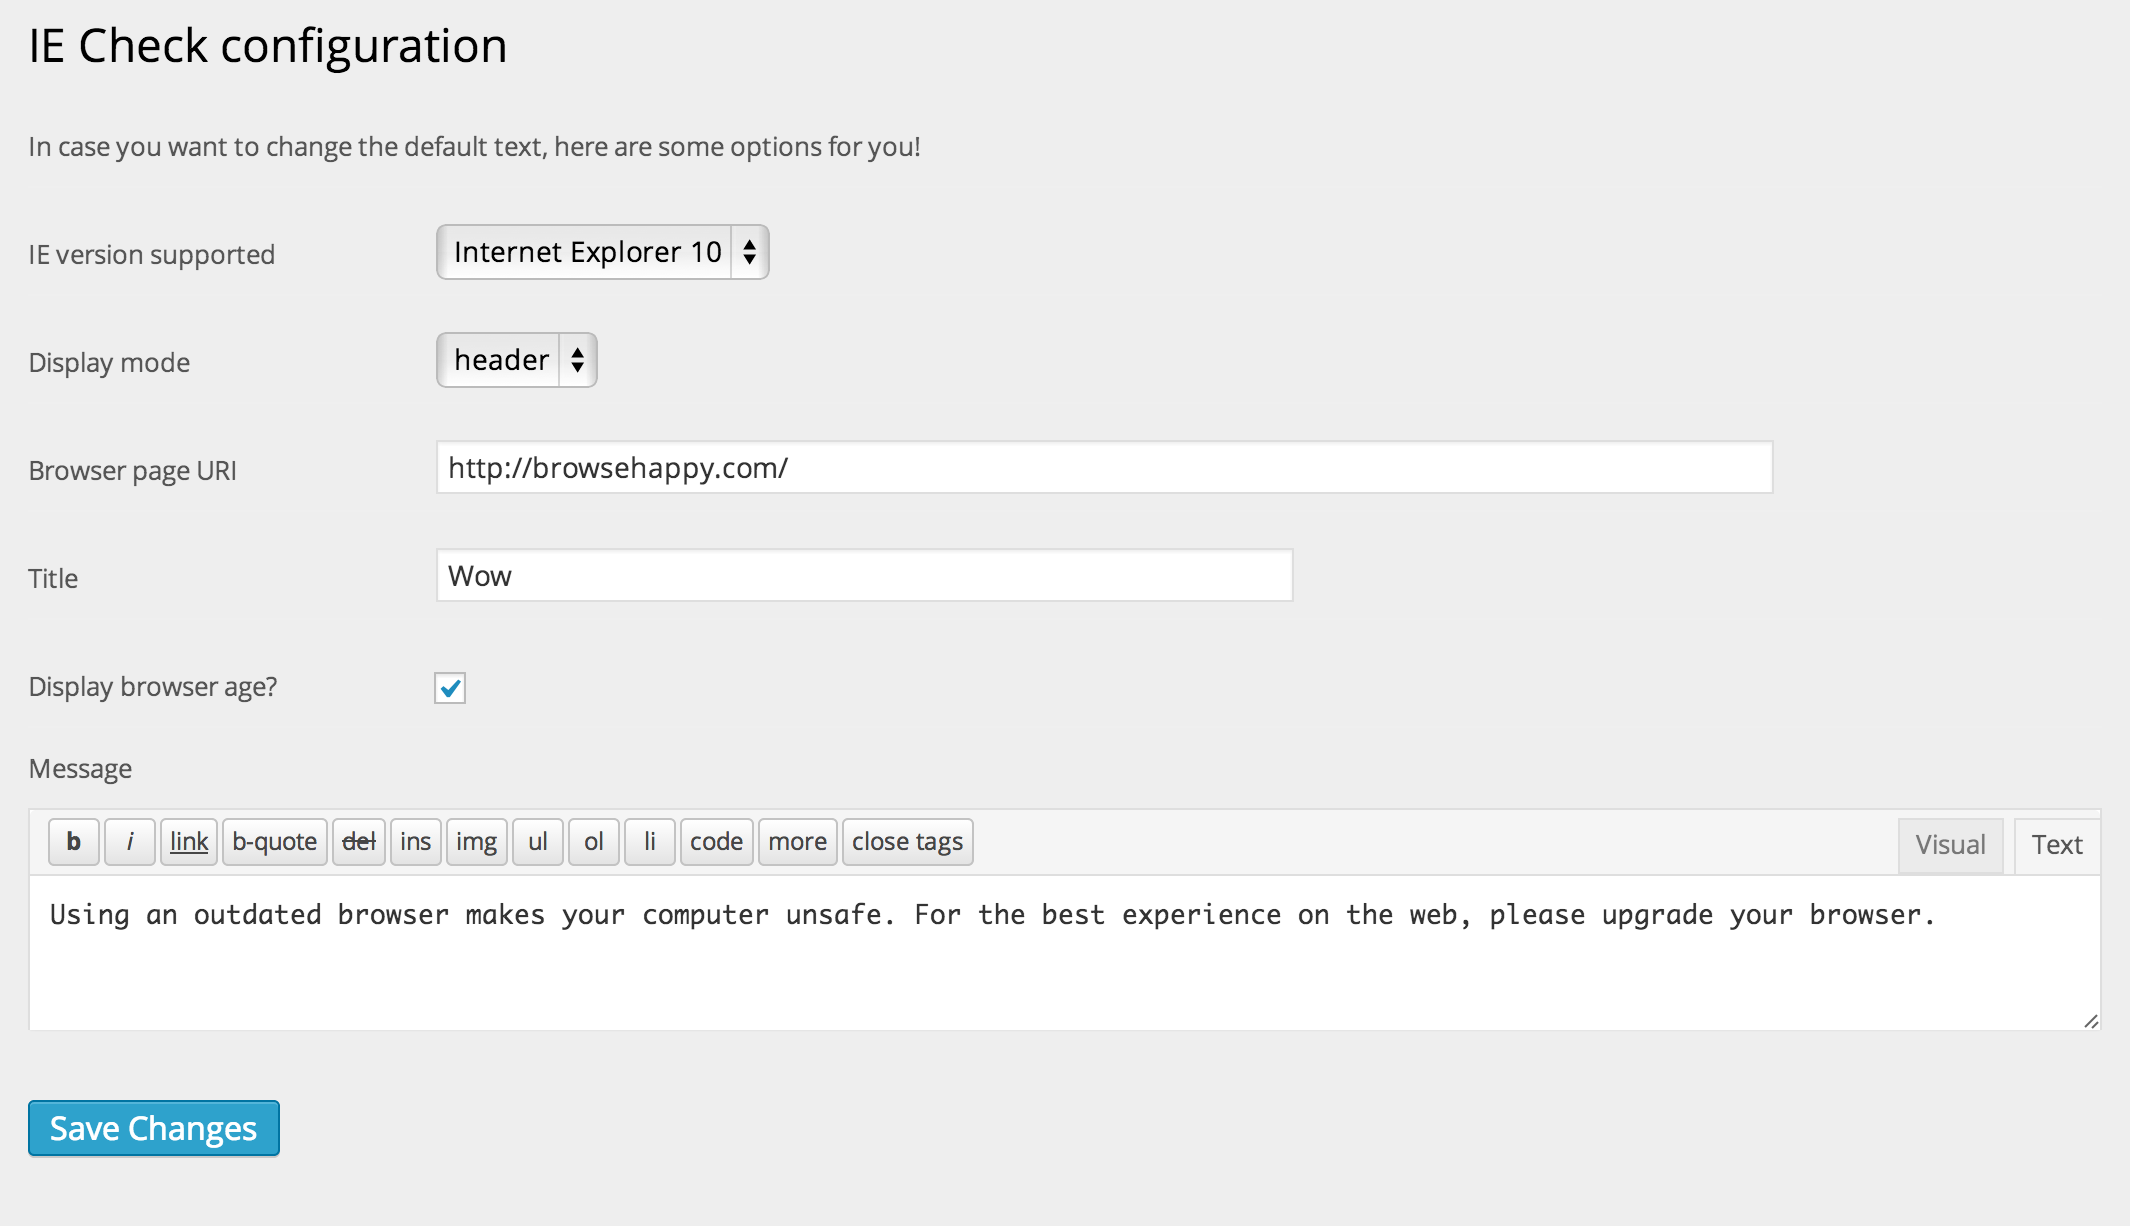 IE Check configuration
In case you want to change the default text, here are some options for you!
IE version supported
Internet Explorer 10
Display mode
header
Browser page URI
http://browsehappy.com/
Title
Wow
Display browser age?
Message
b i link b-quote del ins img ul ol li code more close tags Visual Text
Using an outdated browser makes your computer unsafe. For the best experience on the web, please upgrade your browser.
Save Changes